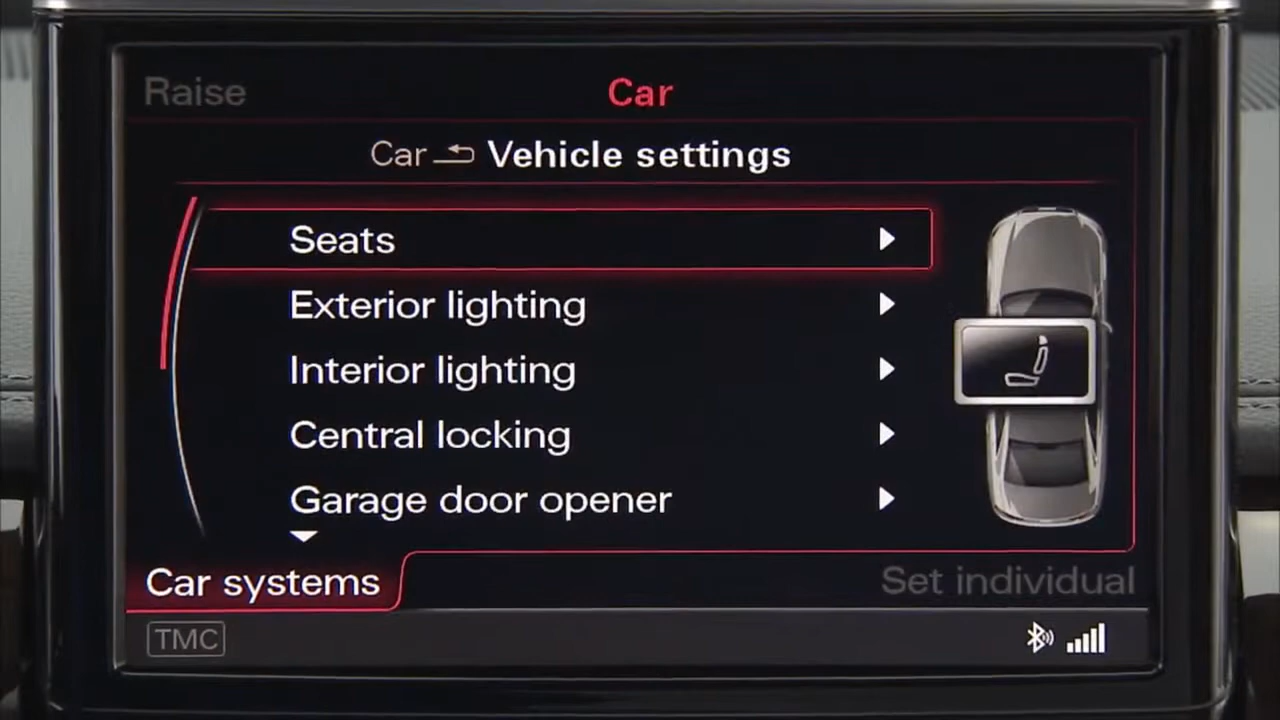 Raise
Car
Car Vehicle settings
Seats
Exterior lighting
Interior lighting
Central locking
Garage door opener
Car systems
Set individual
TMC